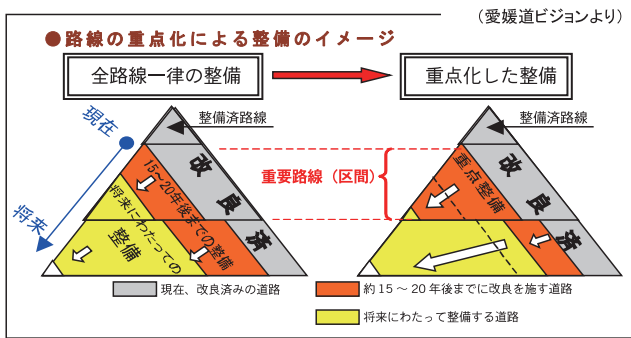 (愛媛道ビジョンより)
●路線の重点化による整備のイメージ
全路線一律の整備
重点化した整備
現在
将来
整備済路線
改良済
15～20年後までの整備
将来にわたっての
整備
重要路線(区間)
整備済路線
改良済
重点整備
現在、改良済みの道路
約15～20年後までに改良を施す道路
将来にわたって整備する道路